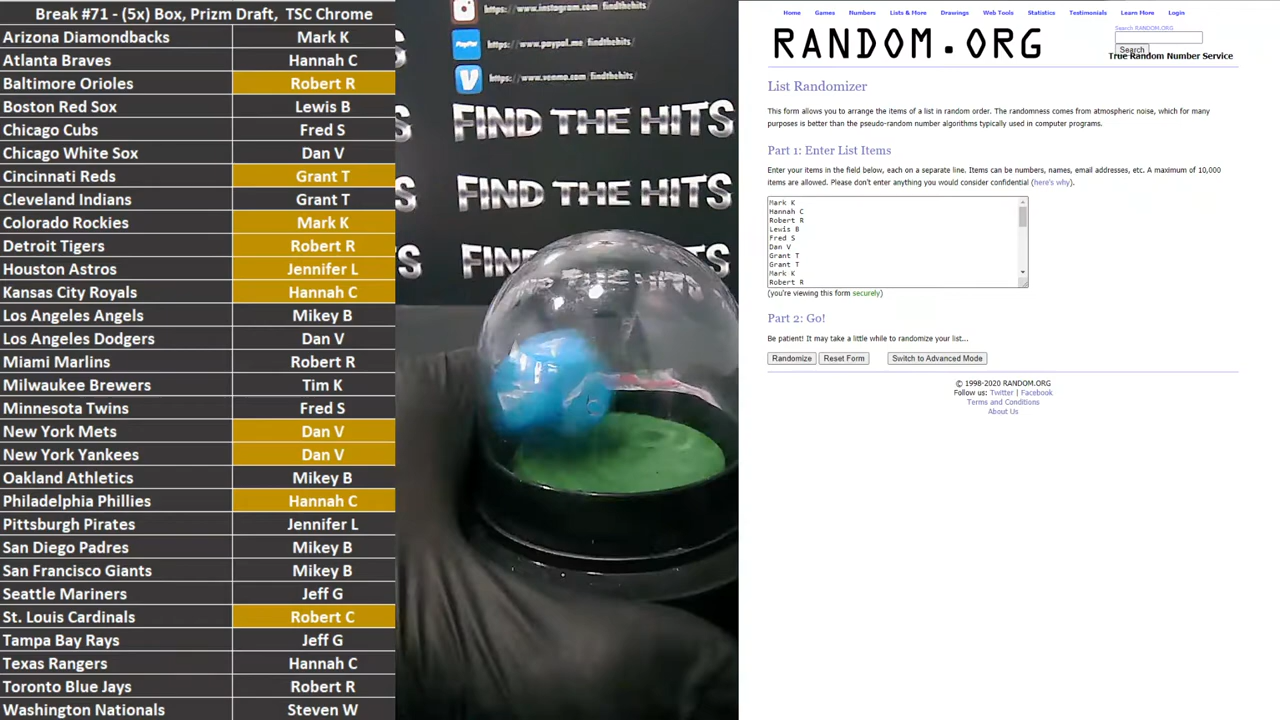 Break #71 - (5x) Box, Prizm Draft, TSC Chrome
Arizona Diamondbacks Mark K
Atlanta Braves Hannah C
Baltimore Orioles Robert R
Boston Red Sox Lewis B
Chicago Cubs Fred S
Chicago White Sox Dan V
Cincinnati Reds Grant T
Cleveland Indians Grant T
Colorado Rockies Mark K
Detroit Tigers Robert R
Houston Astros Jennifer L
Kansas City Royals Hannah C
Los Angeles Angels Mikey B
Los Angeles Dodgers Dan V
Miami Marlins Robert R
Milwaukee Brewers Tim K
Minnesota Twins Fred S
New York Mets Dan V
New York Yankees Dan V
Oakland Athletics Mikey B
Philadelphia Phillies Hannah C
Pittsburgh Pirates Jennifer L
San Diego Padres Mikey B
San Francisco Giants Mikey B
Seattle Mariners Jeff G
St. Louis Cardinals Robert C
Tampa Bay Rays Jeff G
Texas Rangers Hannah C
Toronto Blue Jays Robert R
Washington Nationals Steven W
https://www.instagram.com/findthehits
PayPal https://www.paypal.me/findthehits/
https://www.venmo.com/findthehits/
FIND THE HITS
FIND THE HITS
FIND THE HITS
Home Games Numbers Lists & More Drawings Web Tools Statistics Testimonials Learn More Login
RANDOM.ORG
Search RANDOM.ORG
Search
True Random Number Service
List Randomizer
This form allows you to arrange the items of a list in random order. The randomness comes from atmospheric noise, which for many
purposes is better than the pseudo-random number algorithms typically used in computer programs.
Part 1: Enter List Items
Enter your items in the field below, each on a separate line. Items can be numbers, names, email addresses, etc. A maximum of 10,000
items are allowed. Please don't enter anything you would consider confidential (here's why).
Mark K
Hannah C
Robert R
Lewis B
Fred S
Dan V
Grant T
Grant T
Mark K
Robert R
(you're viewing this form securely)
Part 2: Go!
Be patient! It may take a little while to randomize your list...
Randomize Reset Form Switch to Advanced Mode
© 1998-2020 RANDOM.ORG
Follow us: Twitter | Facebook
Terms and Conditions
About Us